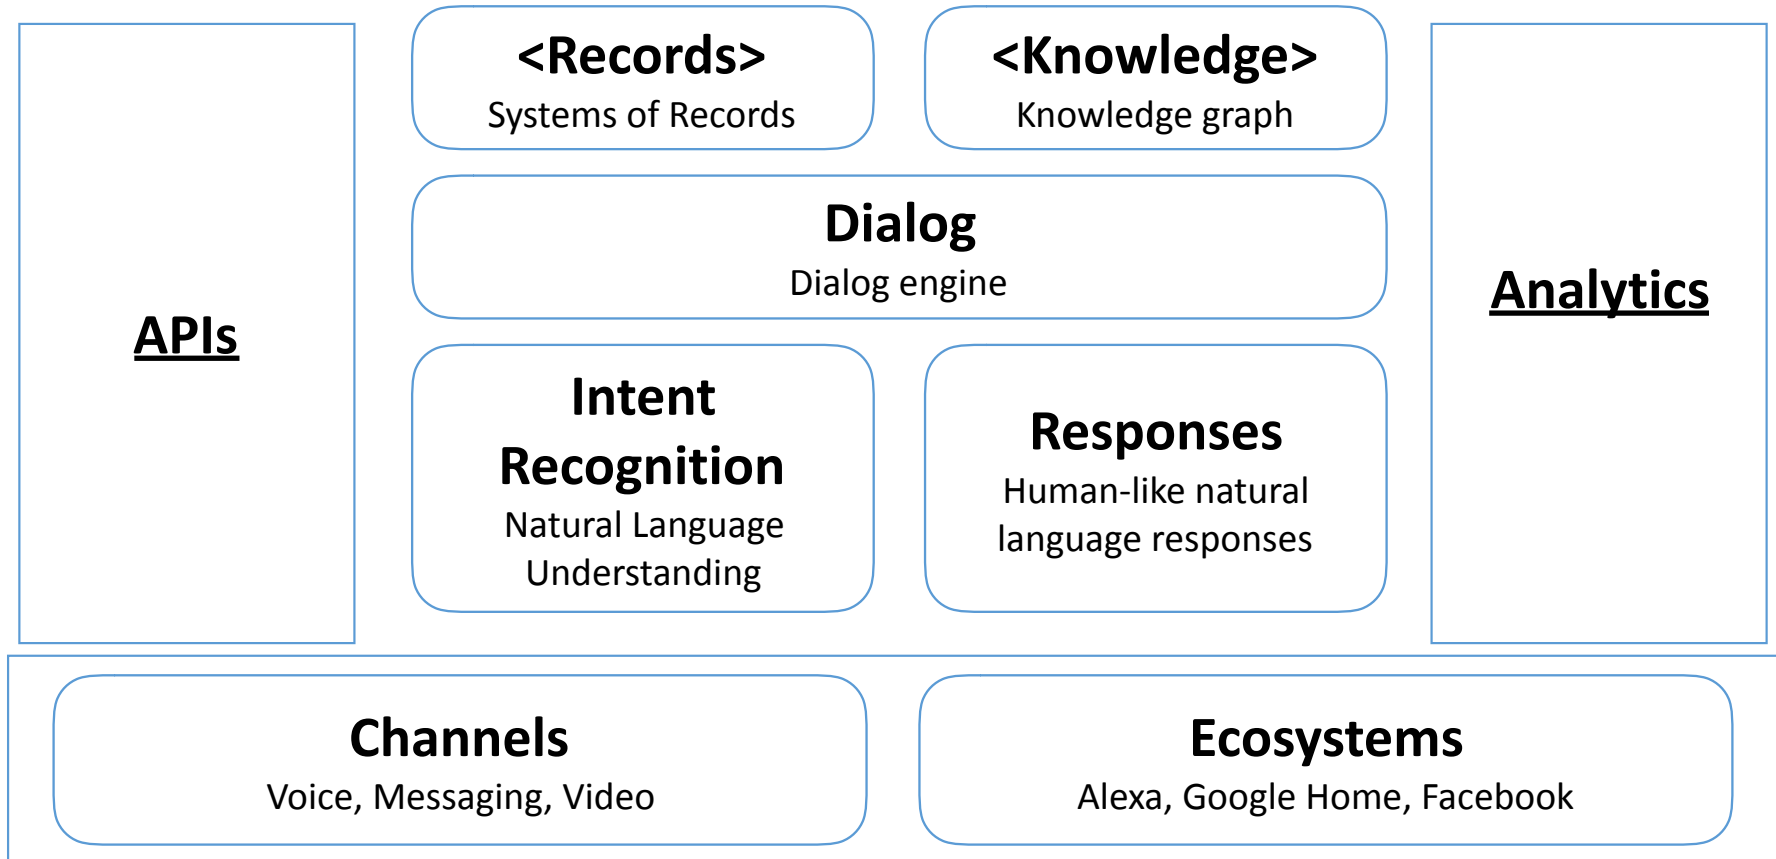 <Records>
Systems of Records
<Knowledge>
Knowledge graph
Dialog
Dialog engine
APIs
Analytics
Intent
Recognition
Natural Language
Understanding
Responses
Human-like natural
language responses
Channels
Voice, Messaging, Video
Ecosystems
Alexa, Google Home, Facebook